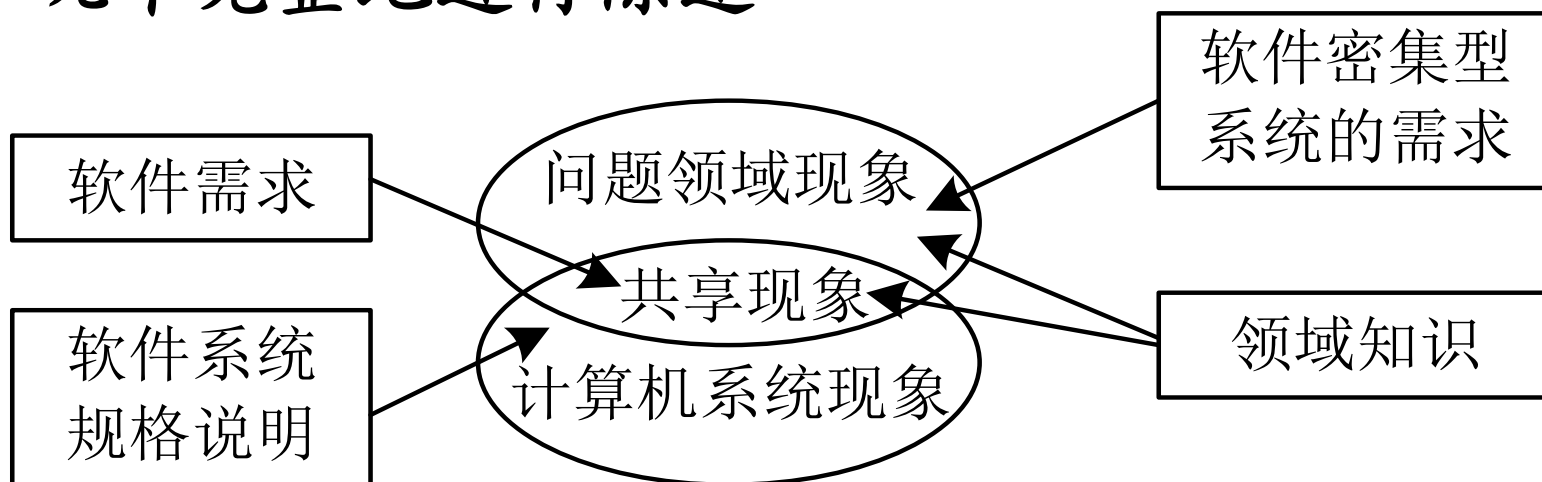 软件密集型
系统的需求
软件需求
问题领域现象
共享现象
领域知识
软件系统
规格说明
计算机系统现象